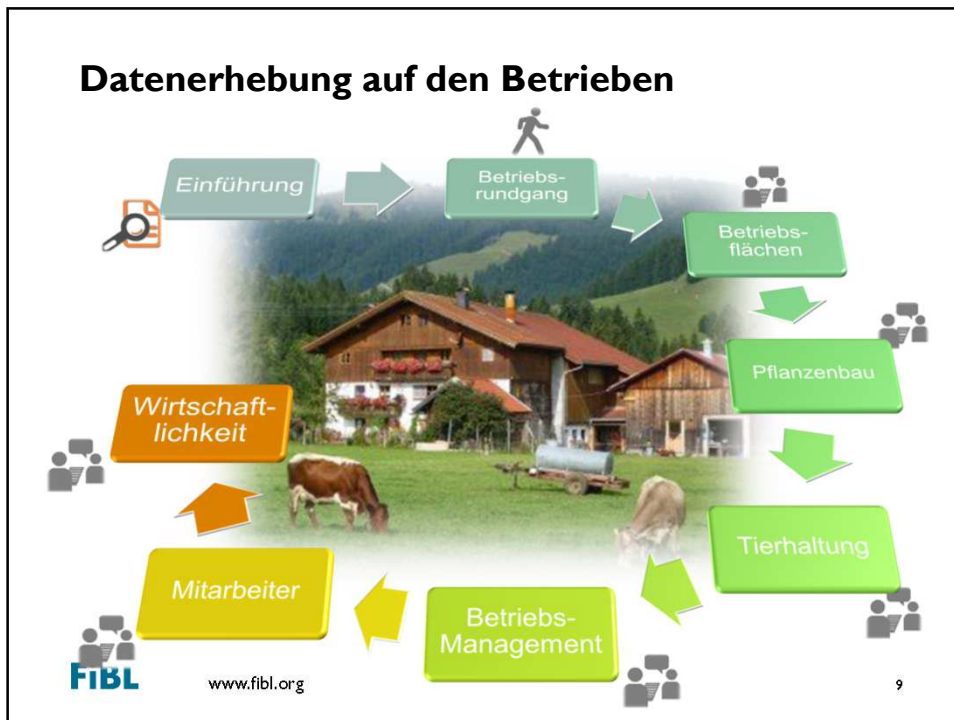 Datenerhebung auf den Betrieben
Einführung
Betriebs-
rundgang
Betriebs-
flächen
Pflanzenbau
Tierhaltung
Betriebs-
Management
Mitarbeiter
Wirtschaft-
lichkeit
FiBL
www.fibl.org
9